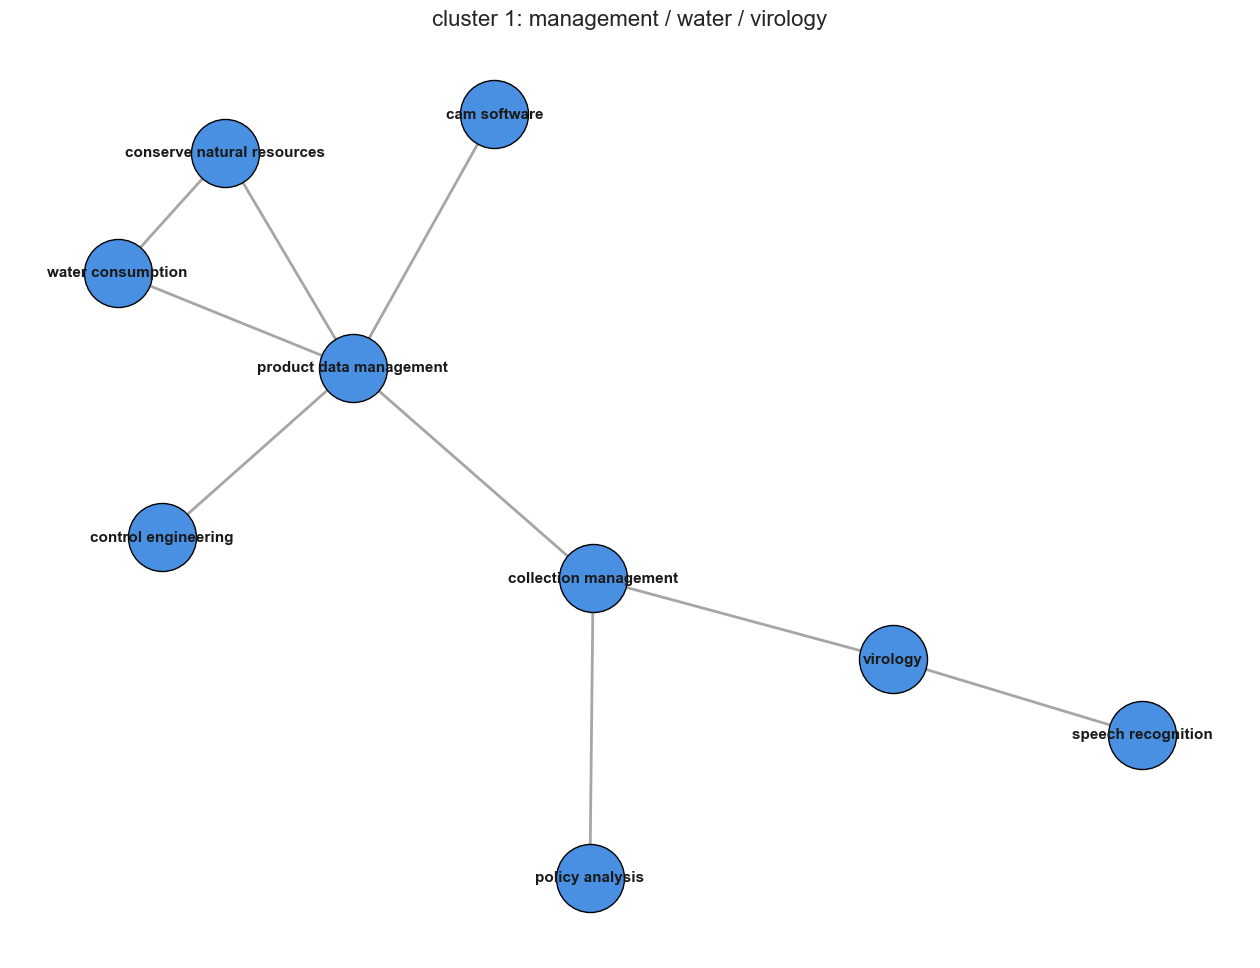 cluster 1: management / water / virology
cam software
conserve natural resources
water consumption
product data management
control engineering
collection management
virology
speech recognition
policy analysis